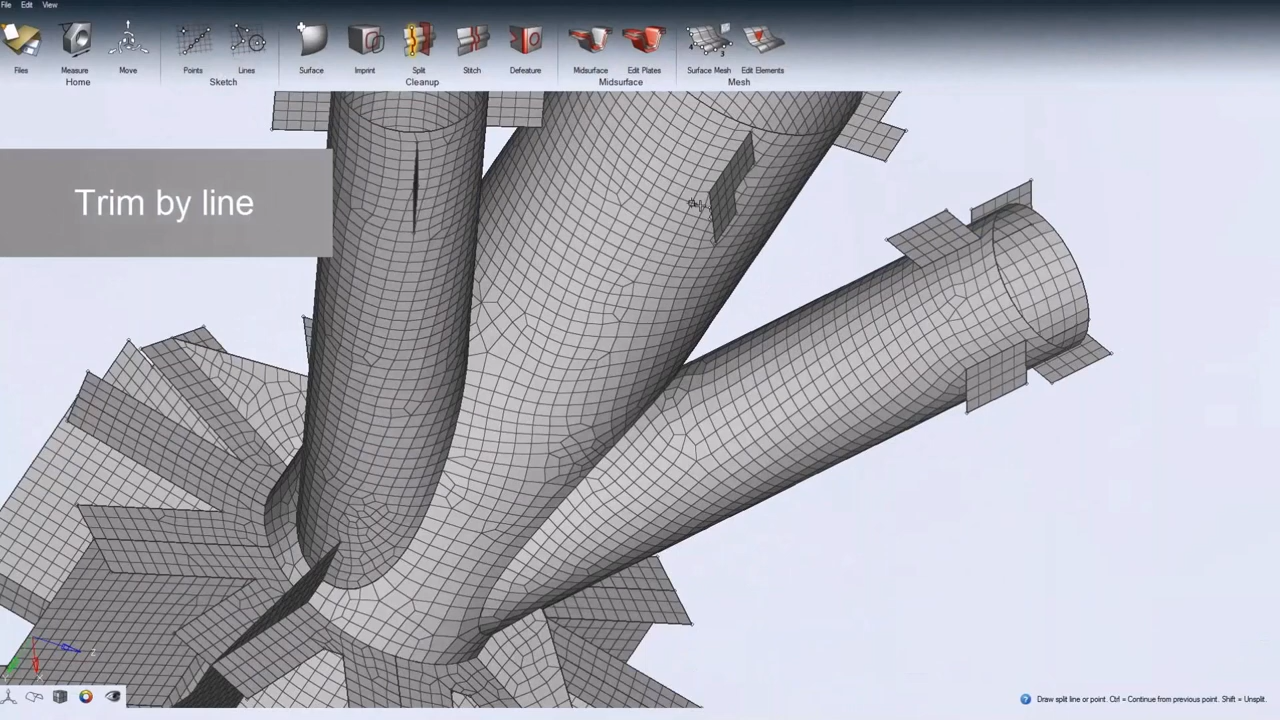 File Edit View
Files Measure Move Points Lines Surface Imprint Split Stitch Defeature Midsurface Edit Plates Surface Mesh Edit Elements
Home Sketch Cleanup Midsurface Mesh
Trim by line
Z
Draw split line or point. Ctrl = Continue from previous point. Shift = Unsplit.